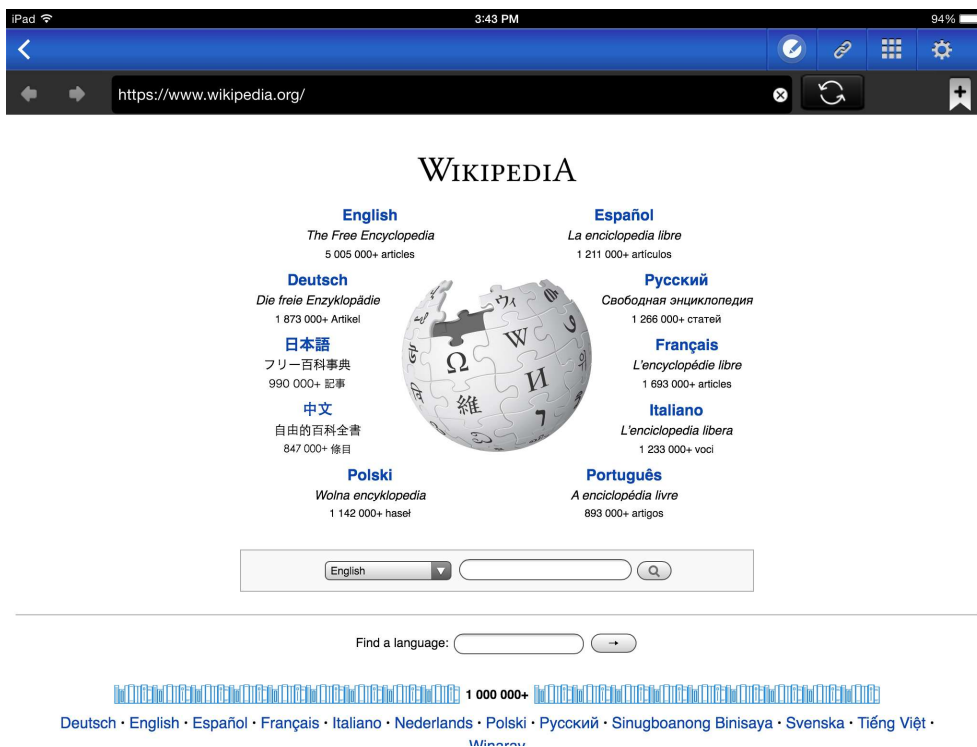 iPad 3:43 PM 94%
https://www.wikipedia.org/
WIKIPEDIA
English
The Free Encyclopedia
5 005 000+ articles
Español
La enciclopedia libre
1 211 000+ artículos
Deutsch
Die freie Enzyklopädie
1 873 000+ Artikel
Русский
Свободная энциклопедия
1 266 000+ статей
日本語
フリー百科事典
990 000+ 記事
Français
L'encyclopédie libre
1 693 000+ articles
中文
自由的百科全書
847 000+ 條目
Italiano
L'enciclopedia libera
1 233 000+ voci
Polski
Wolna encyklopedia
1 142 000+ haseł
Português
A enciclopédia livre
893 000+ artigos
ウィ
W
Ω
И
維
7
English
Find a language: →
1 000 000+
Deutsch · English · Español · Français · Italiano · Nederlands · Polski · Русский · Sinugboanong Binisaya · Svenska · Tiếng Việt ·
Winaray